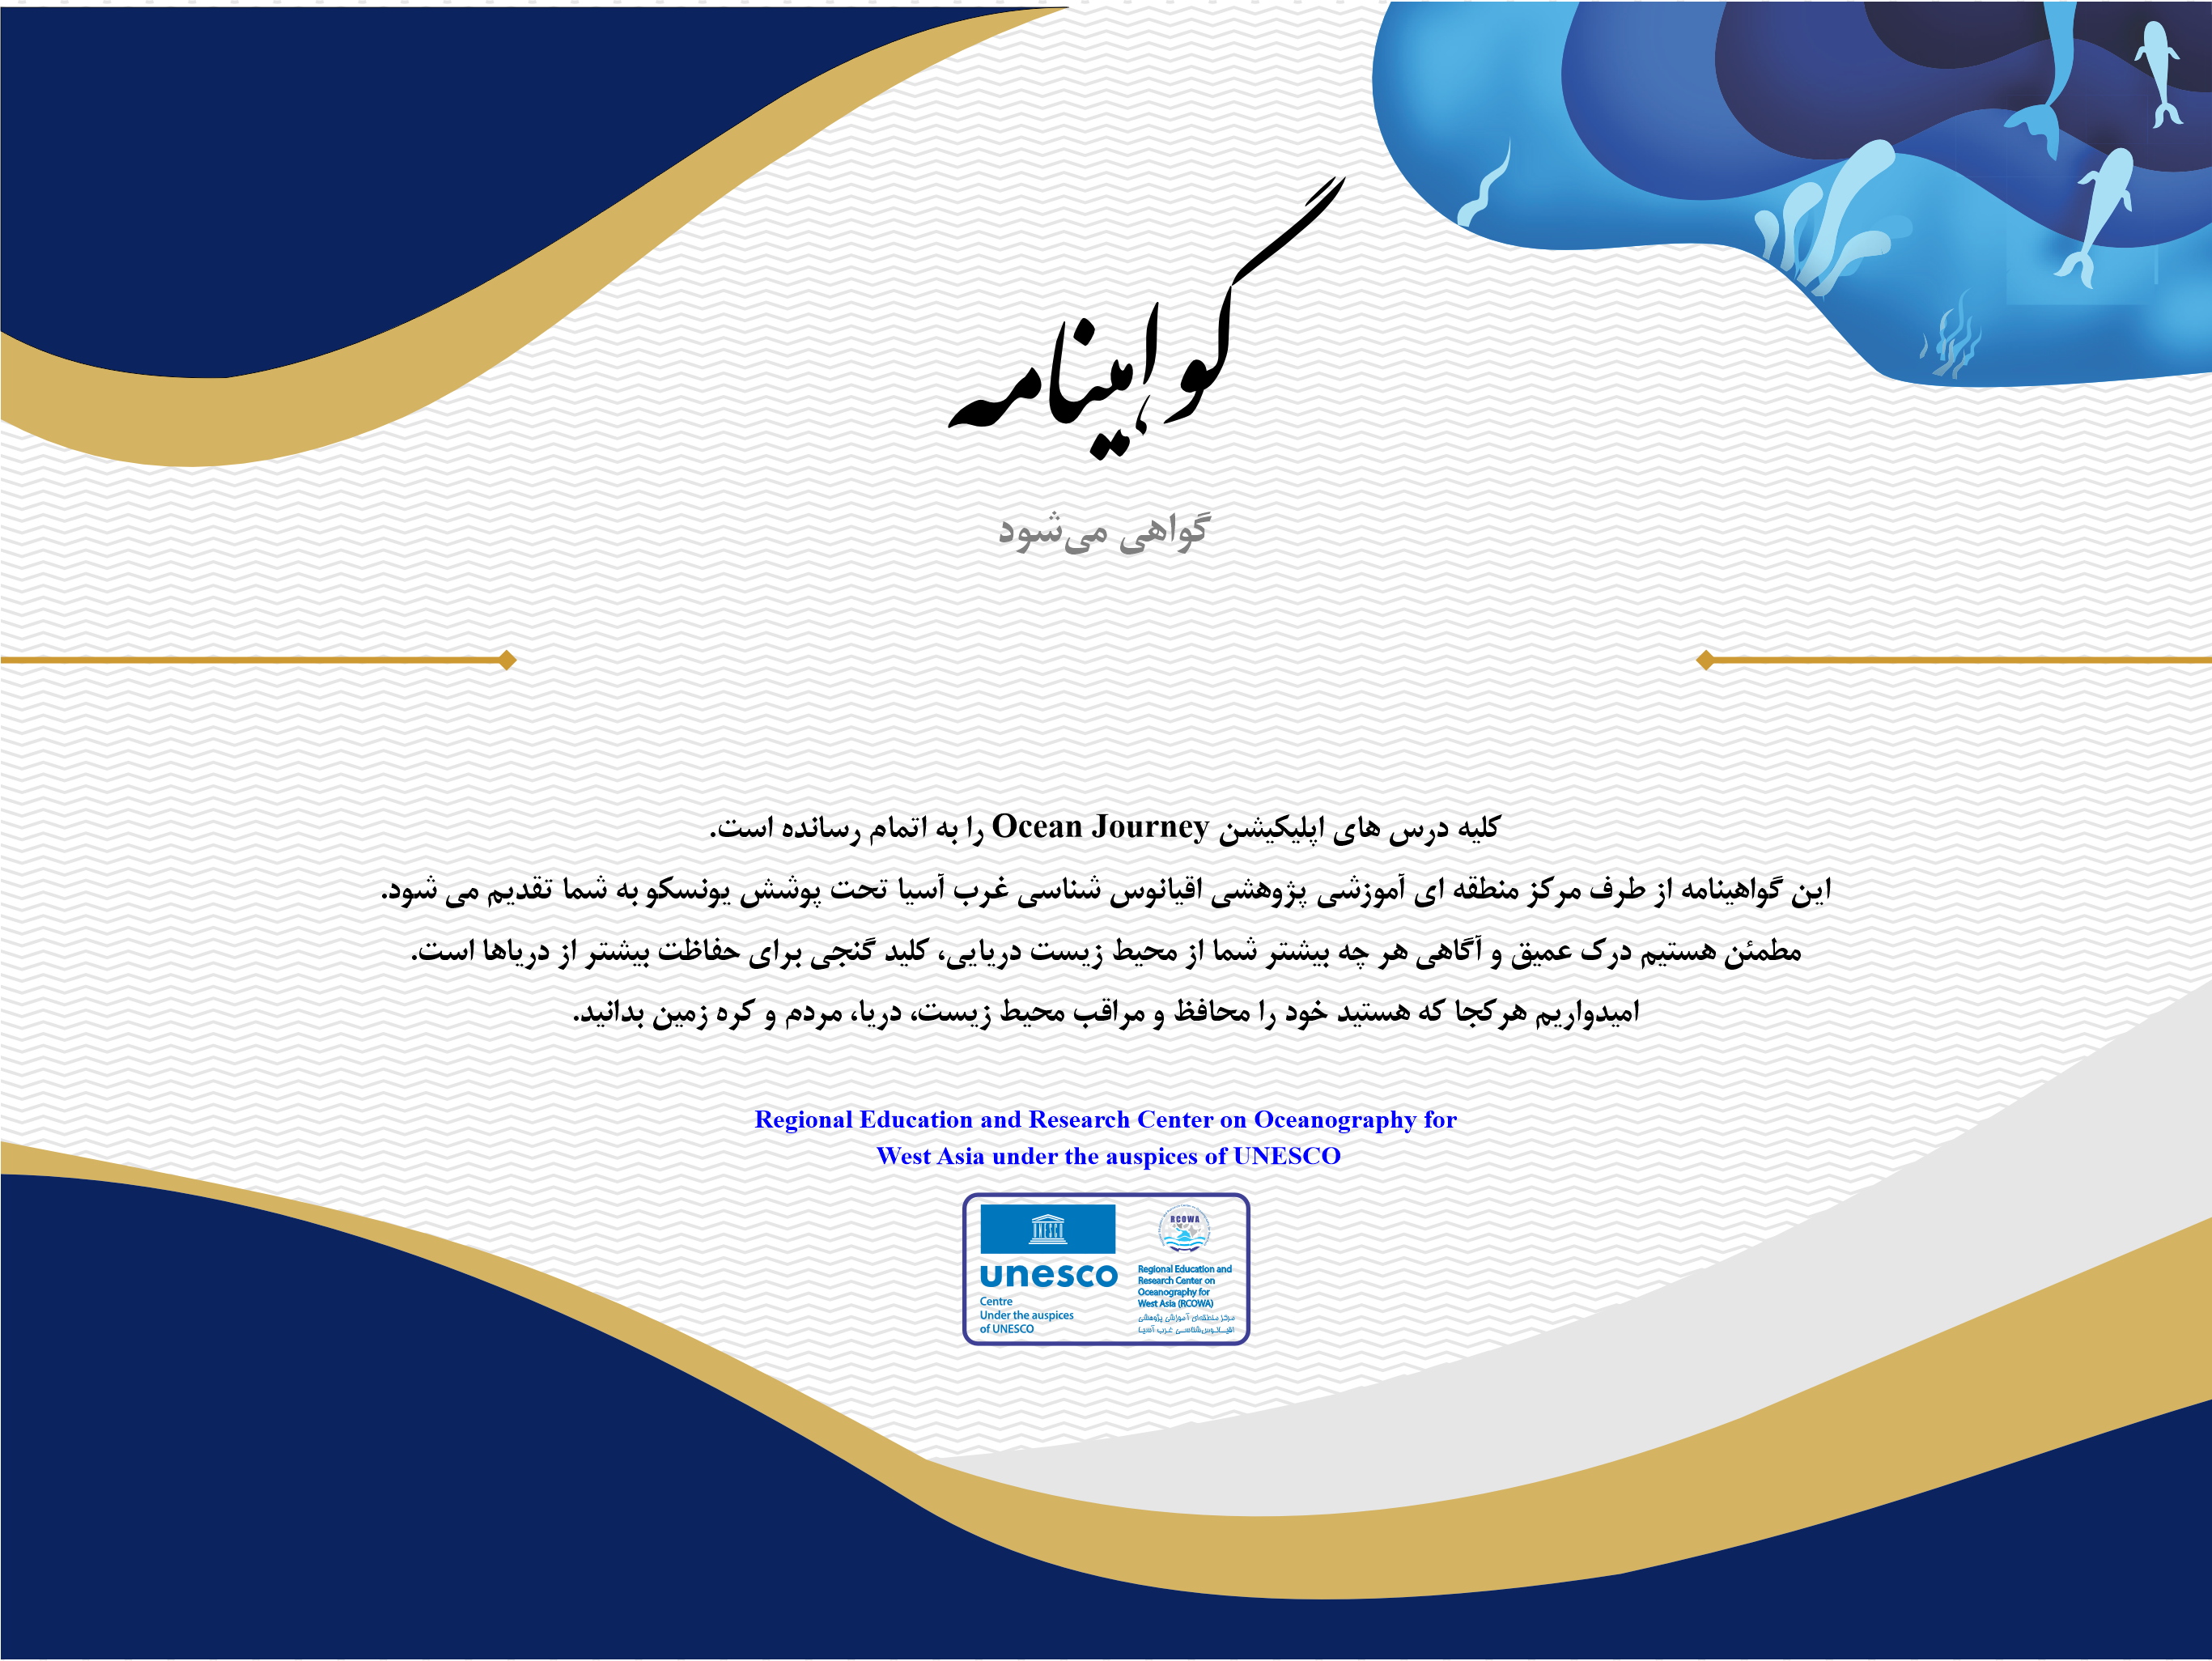 گواهینامه
گواهی می‌شود
کلیه درس های اپلیکیشن Ocean Journey را به اتمام رسانده است.
این گواهینامه از طرف مرکز منطقه ای آموزشی پژوهشی اقیانوس شناسی غرب آسیا تحت پوشش یونسکو به شما تقدیم می شود.
مطمئن هستیم درک عمیق و آگاهی هر چه بیشتر شما از محیط زیست دریایی، کلید گنجی برای حفاظت بیشتر از دریاها است.
امیدواریم هرکجا که هستید خود را محافظ و مراقب محیط زیست، دریا، مردم و کره زمین بدانید.
Regional Education and Research Center on Oceanography for
West Asia under the auspices of UNESCO
unesco
Centre
Under the auspices
of UNESCO
RCOWA
Regional Education and
Research Center on
Oceanography for
West Asia (RCOWA)
مرکز منطقه‌ای آموزشی پژوهشی
اقیانوس‌شناسی غرب آسیا